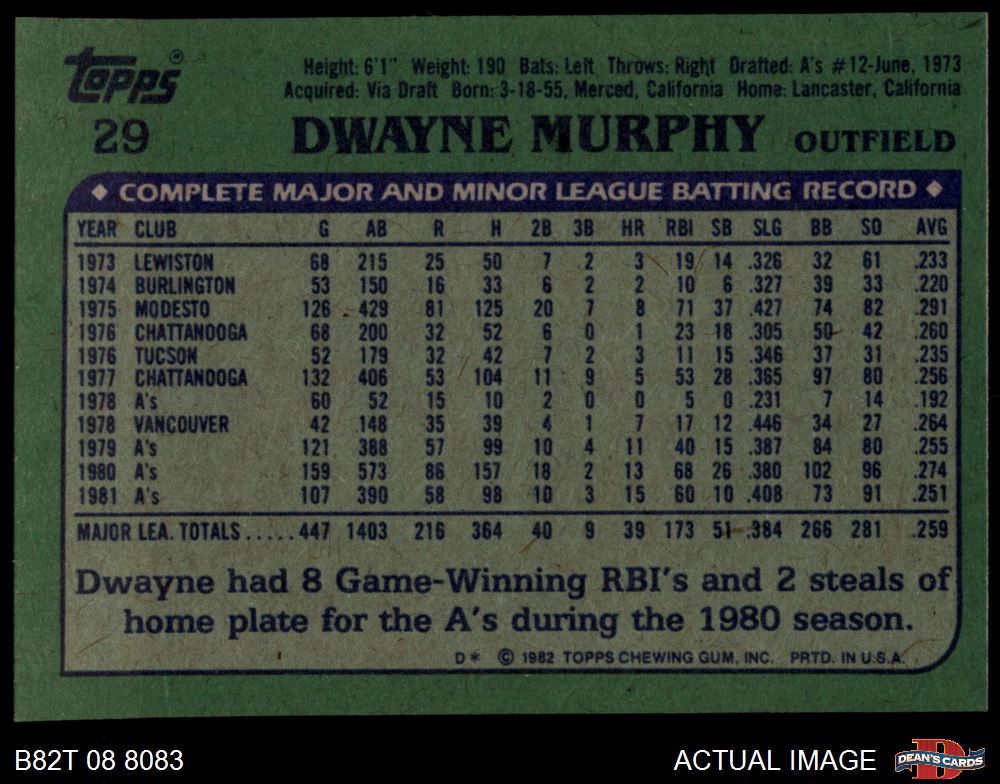 topps®
Height: 6'1" Weight: 190 Bats: Left Throws: Right Drafted: A's #12-June, 1973
Acquired: Via Draft Born: 3-18-55, Merced, California Home: Lancaster, California
29 DWAYNE MURPHY OUTFIELD
◆ COMPLETE MAJOR AND MINOR LEAGUE BATTING RECORD ◆
YEAR CLUB G AB R H 2B 3B HR RBI SB SLG BB SO AVG
1973 LEWISTON 68 215 25 50 7 2 3 19 14 .326 32 61 .233
1974 BURLINGTON 53 150 16 33 6 2 2 10 6 .327 39 33 .220
1975 MODESTO 126 429 81 125 20 7 8 71 37 .427 74 82 .291
1976 CHATTANOOGA 68 200 32 52 6 0 1 23 18 .305 50 42 .260
1976 TUCSON 52 179 32 42 7 2 3 11 15 .346 37 31 .235
1977 CHATTANOOGA 132 406 53 104 11 9 5 53 28 .365 97 80 .256
1978 A's 60 52 15 10 2 0 0 5 0 .231 7 14 .192
1978 VANCOUVER 42 148 35 39 4 1 7 17 12 .446 34 27 .264
1979 A's 121 388 57 99 10 4 11 40 15 .387 84 80 .255
1980 A's 159 573 86 157 18 2 13 68 26 .380 102 96 .274
1981 A's 107 390 58 98 10 3 15 60 10 .408 73 91 .251
MAJOR LEA. TOTALS ..... 447 1403 216 364 40 9 39 173 51 .384 266 281 .259
Dwayne had 8 Game-Winning RBI's and 2 steals of
home plate for the A's during the 1980 season.
D* © 1982 TOPPS CHEWING GUM, INC. PRTD. IN U.S.A.
B82T 08 8083 ACTUAL IMAGE DEAN'S CARDS